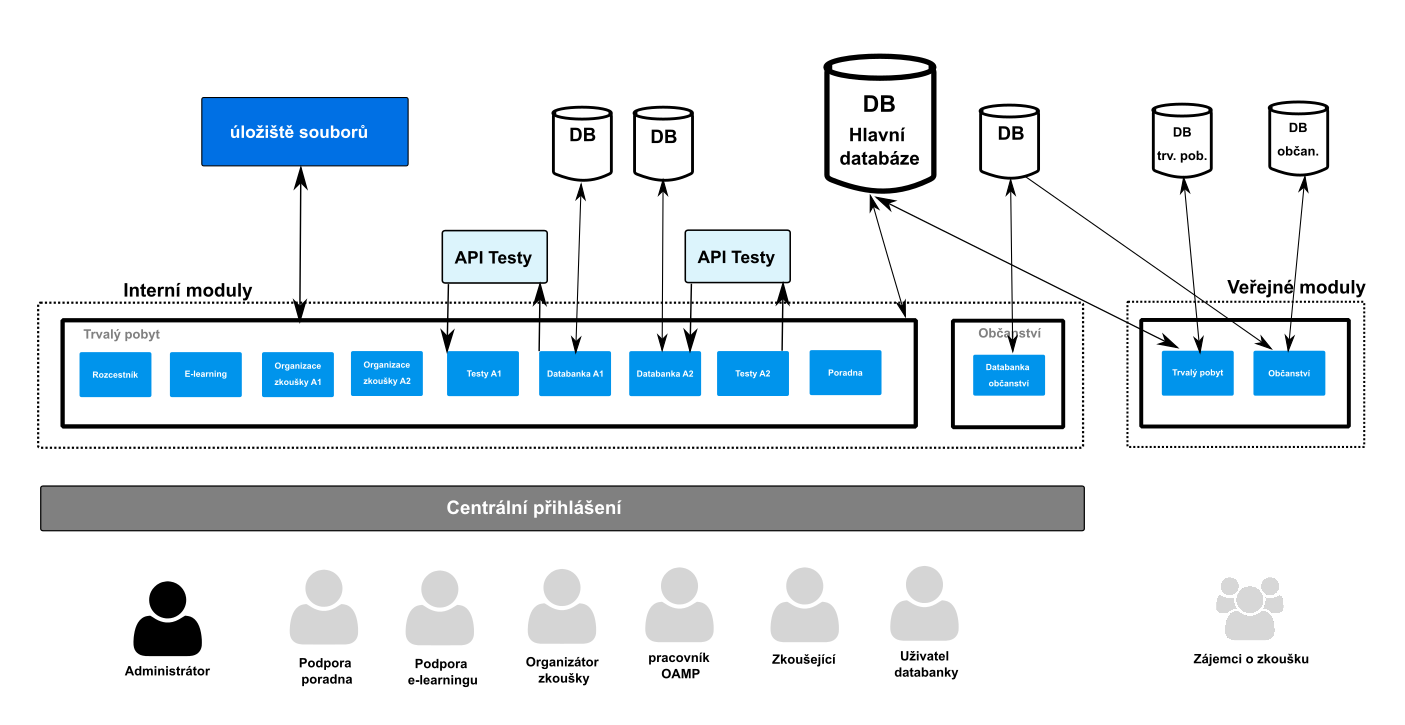 úložiště souborů
DB
DB
DB
Hlavní
databáze
DB
DB
trv. pob.
DB
občan.
API Testy
API Testy
Interní moduly
Veřejné moduly
Trvalý pobyt
Občanství
Rozcestník
E-learning
Organizace
zkoušky A1
Organizace
zkoušky A2
Testy A1
Databanka A1
Databanka A2
Testy A2
Poradna
Databanka
občanství
Trvalý pobyt
Občanství
Centrální přihlášení
Administrátor
Podpora
poradna
Podpora
e-learningu
Organizátor
zkoušky
pracovník
OAMP
Zkoušející
Uživatel
databanky
Zájemci o zkoušku